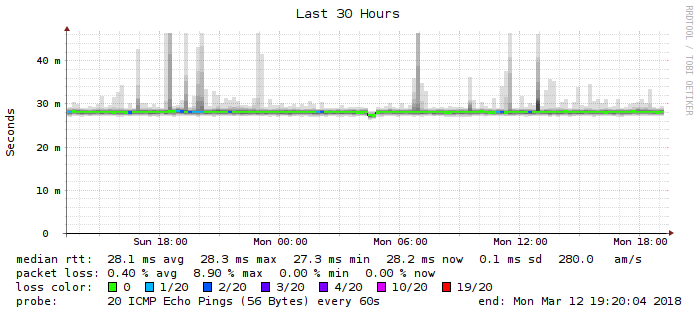 Last 30 Hours
RRDTOOL / TOBI OETIKER
Seconds
40 m
30 m
20 m
10 m
0
Sun 18:00 Mon 00:00 Mon 06:00 Mon 12:00 Mon 18:00
median rtt: 28.1 ms avg 28.3 ms max 27.3 ms min 28.2 ms now 0.1 ms sd 280.0 am/s
packet loss: 0.40 % avg 8.90 % max 0.00 % min 0.00 % now
loss color: 0 1/20 2/20 3/20 4/20 10/20 19/20
probe: 20 ICMP Echo Pings (56 Bytes) every 60s end: Mon Mar 12 19:20:04 2018